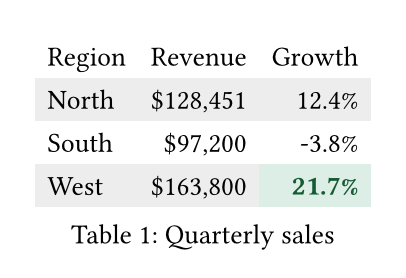 Region Revenue Growth
North $128,451 12.4%
South $97,200 -3.8%
West $163,800 21.7%
Table 1: Quarterly sales